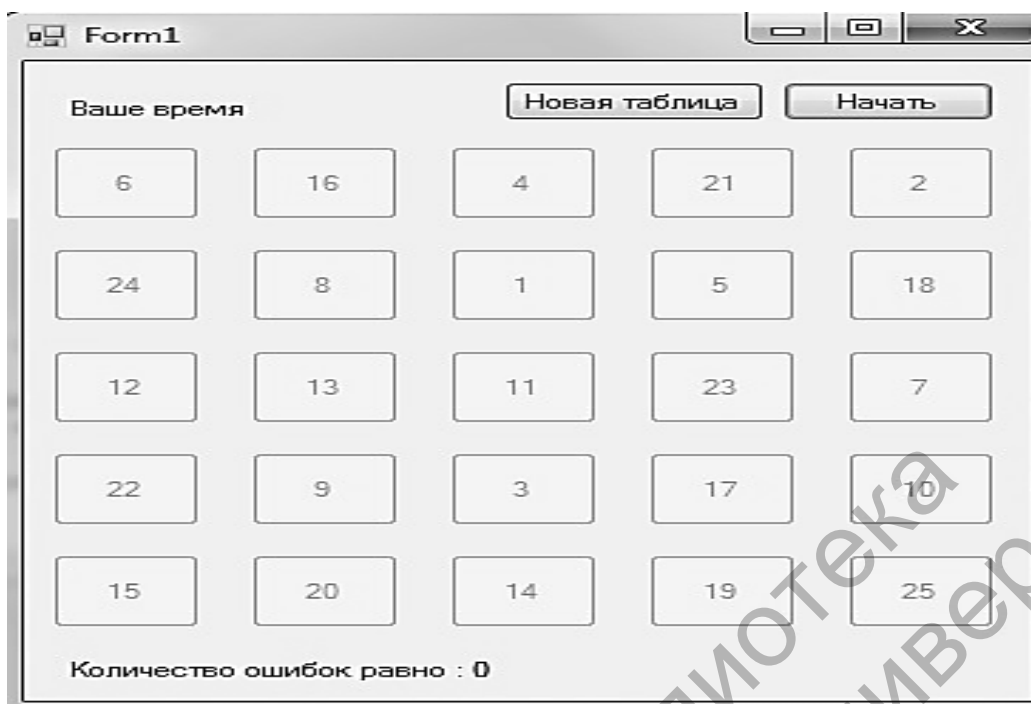 Form1
Ваше время Новая таблица Начать
6 16 4 21 2
24 8 1 5 18
12 13 11 23 7
22 9 3 17 10
15 20 14 19 25
Количество ошибок равно : 0